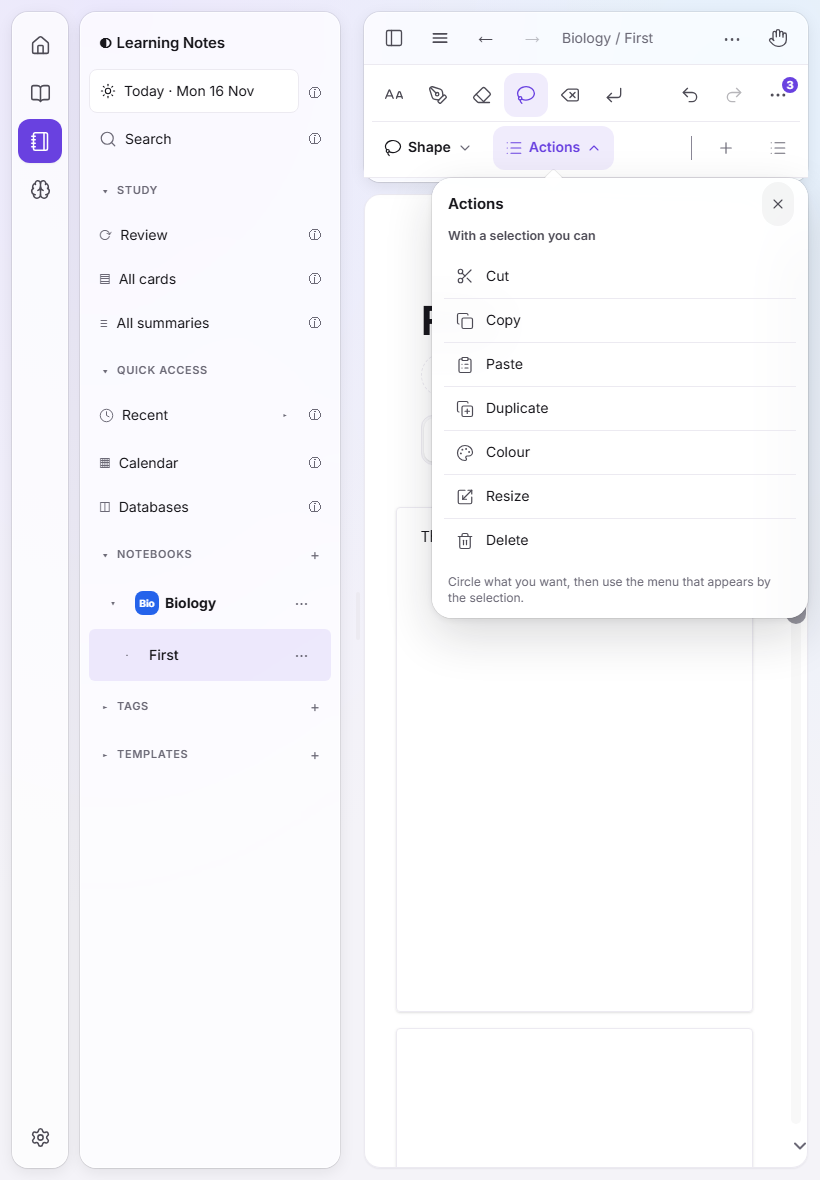 Learning Notes
Today · Mon 16 Nov
Search
STUDY
Review
All cards
All summaries
QUICK ACCESS
Recent
Calendar
Databases
NOTEBOOKS
Bio Biology
First
TAGS
TEMPLATES
Biology / First
AA
3
Shape
Actions
Actions
With a selection you can
Cut
Copy
Paste
Duplicate
Colour
Resize
Delete
Circle what you want, then use the menu that appears by
the selection.